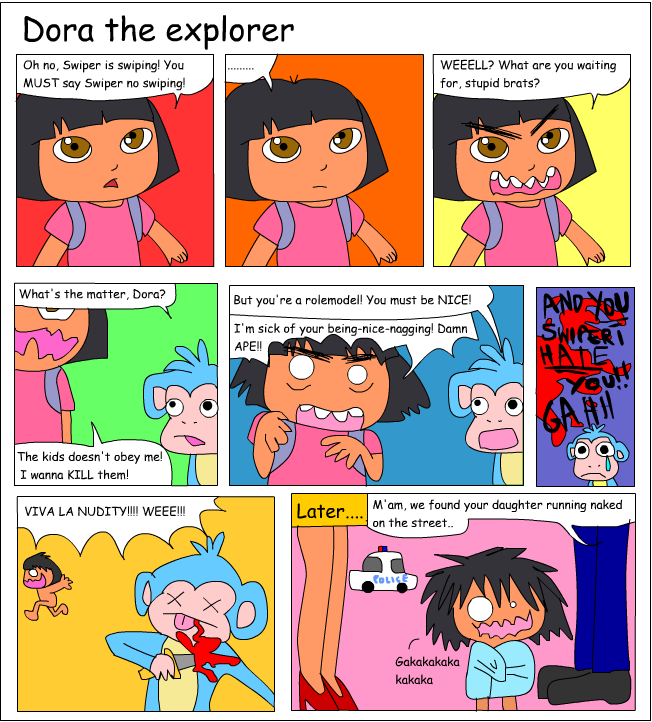 Dora the explorer
Oh no, Swiper is swiping! You
MUST say Swiper no swiping!
.........
WEEELL? What are you waiting
for, stupid brats?
What's the matter, Dora?
The kids doesn't obey me!
I wanna KILL them!
But you're a rolemodel! You must be NICE!
I'm sick of your being-nice-nagging! Damn
APE!!
AND YOU
SWIPER I
HATE
YOU!!
GAHH
VIVA LA NUDITY!!!! WEEE!!!
Later....
M'am, we found your daughter running naked
on the street..
POLICE
Gakakakaka
kakaka